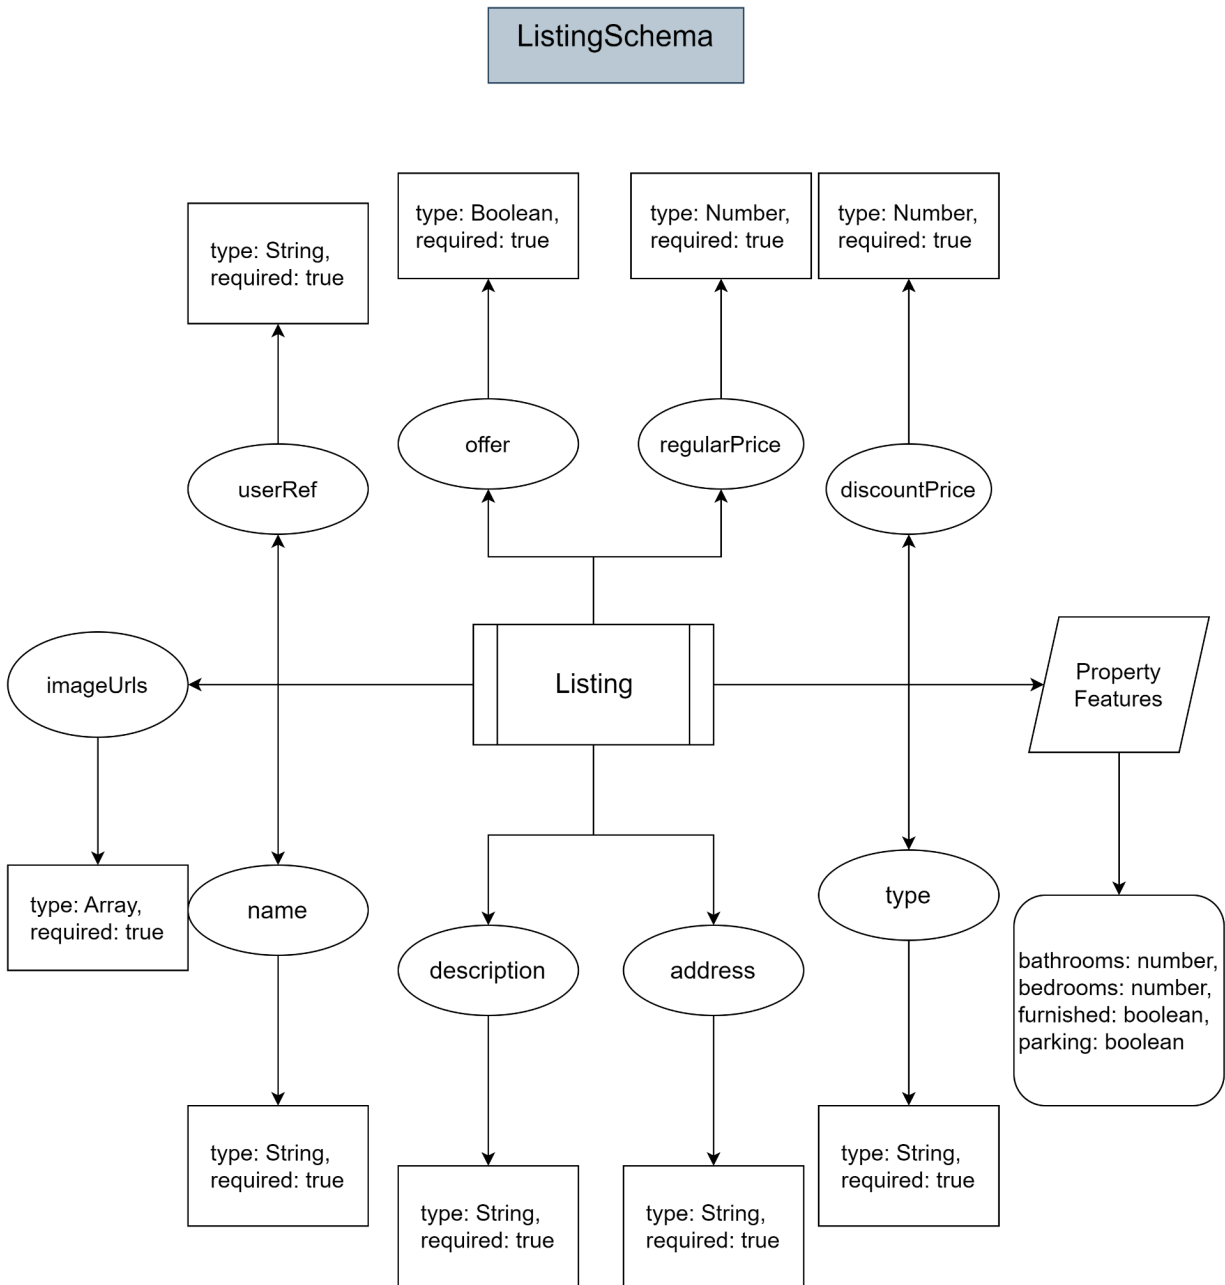 ListingSchema
type: String,
required: true
type: Boolean,
required: true
type: Number,
required: true
type: Number,
required: true
userRef
offer
regularPrice
discountPrice
imageUrls
Listing
Property
Features
type: Array,
required: true
name
description
address
type
bathrooms: number,
bedrooms: number,
furnished: boolean,
parking: boolean
type: String,
required: true
type: String,
required: true
type: String,
required: true
type: String,
required: true